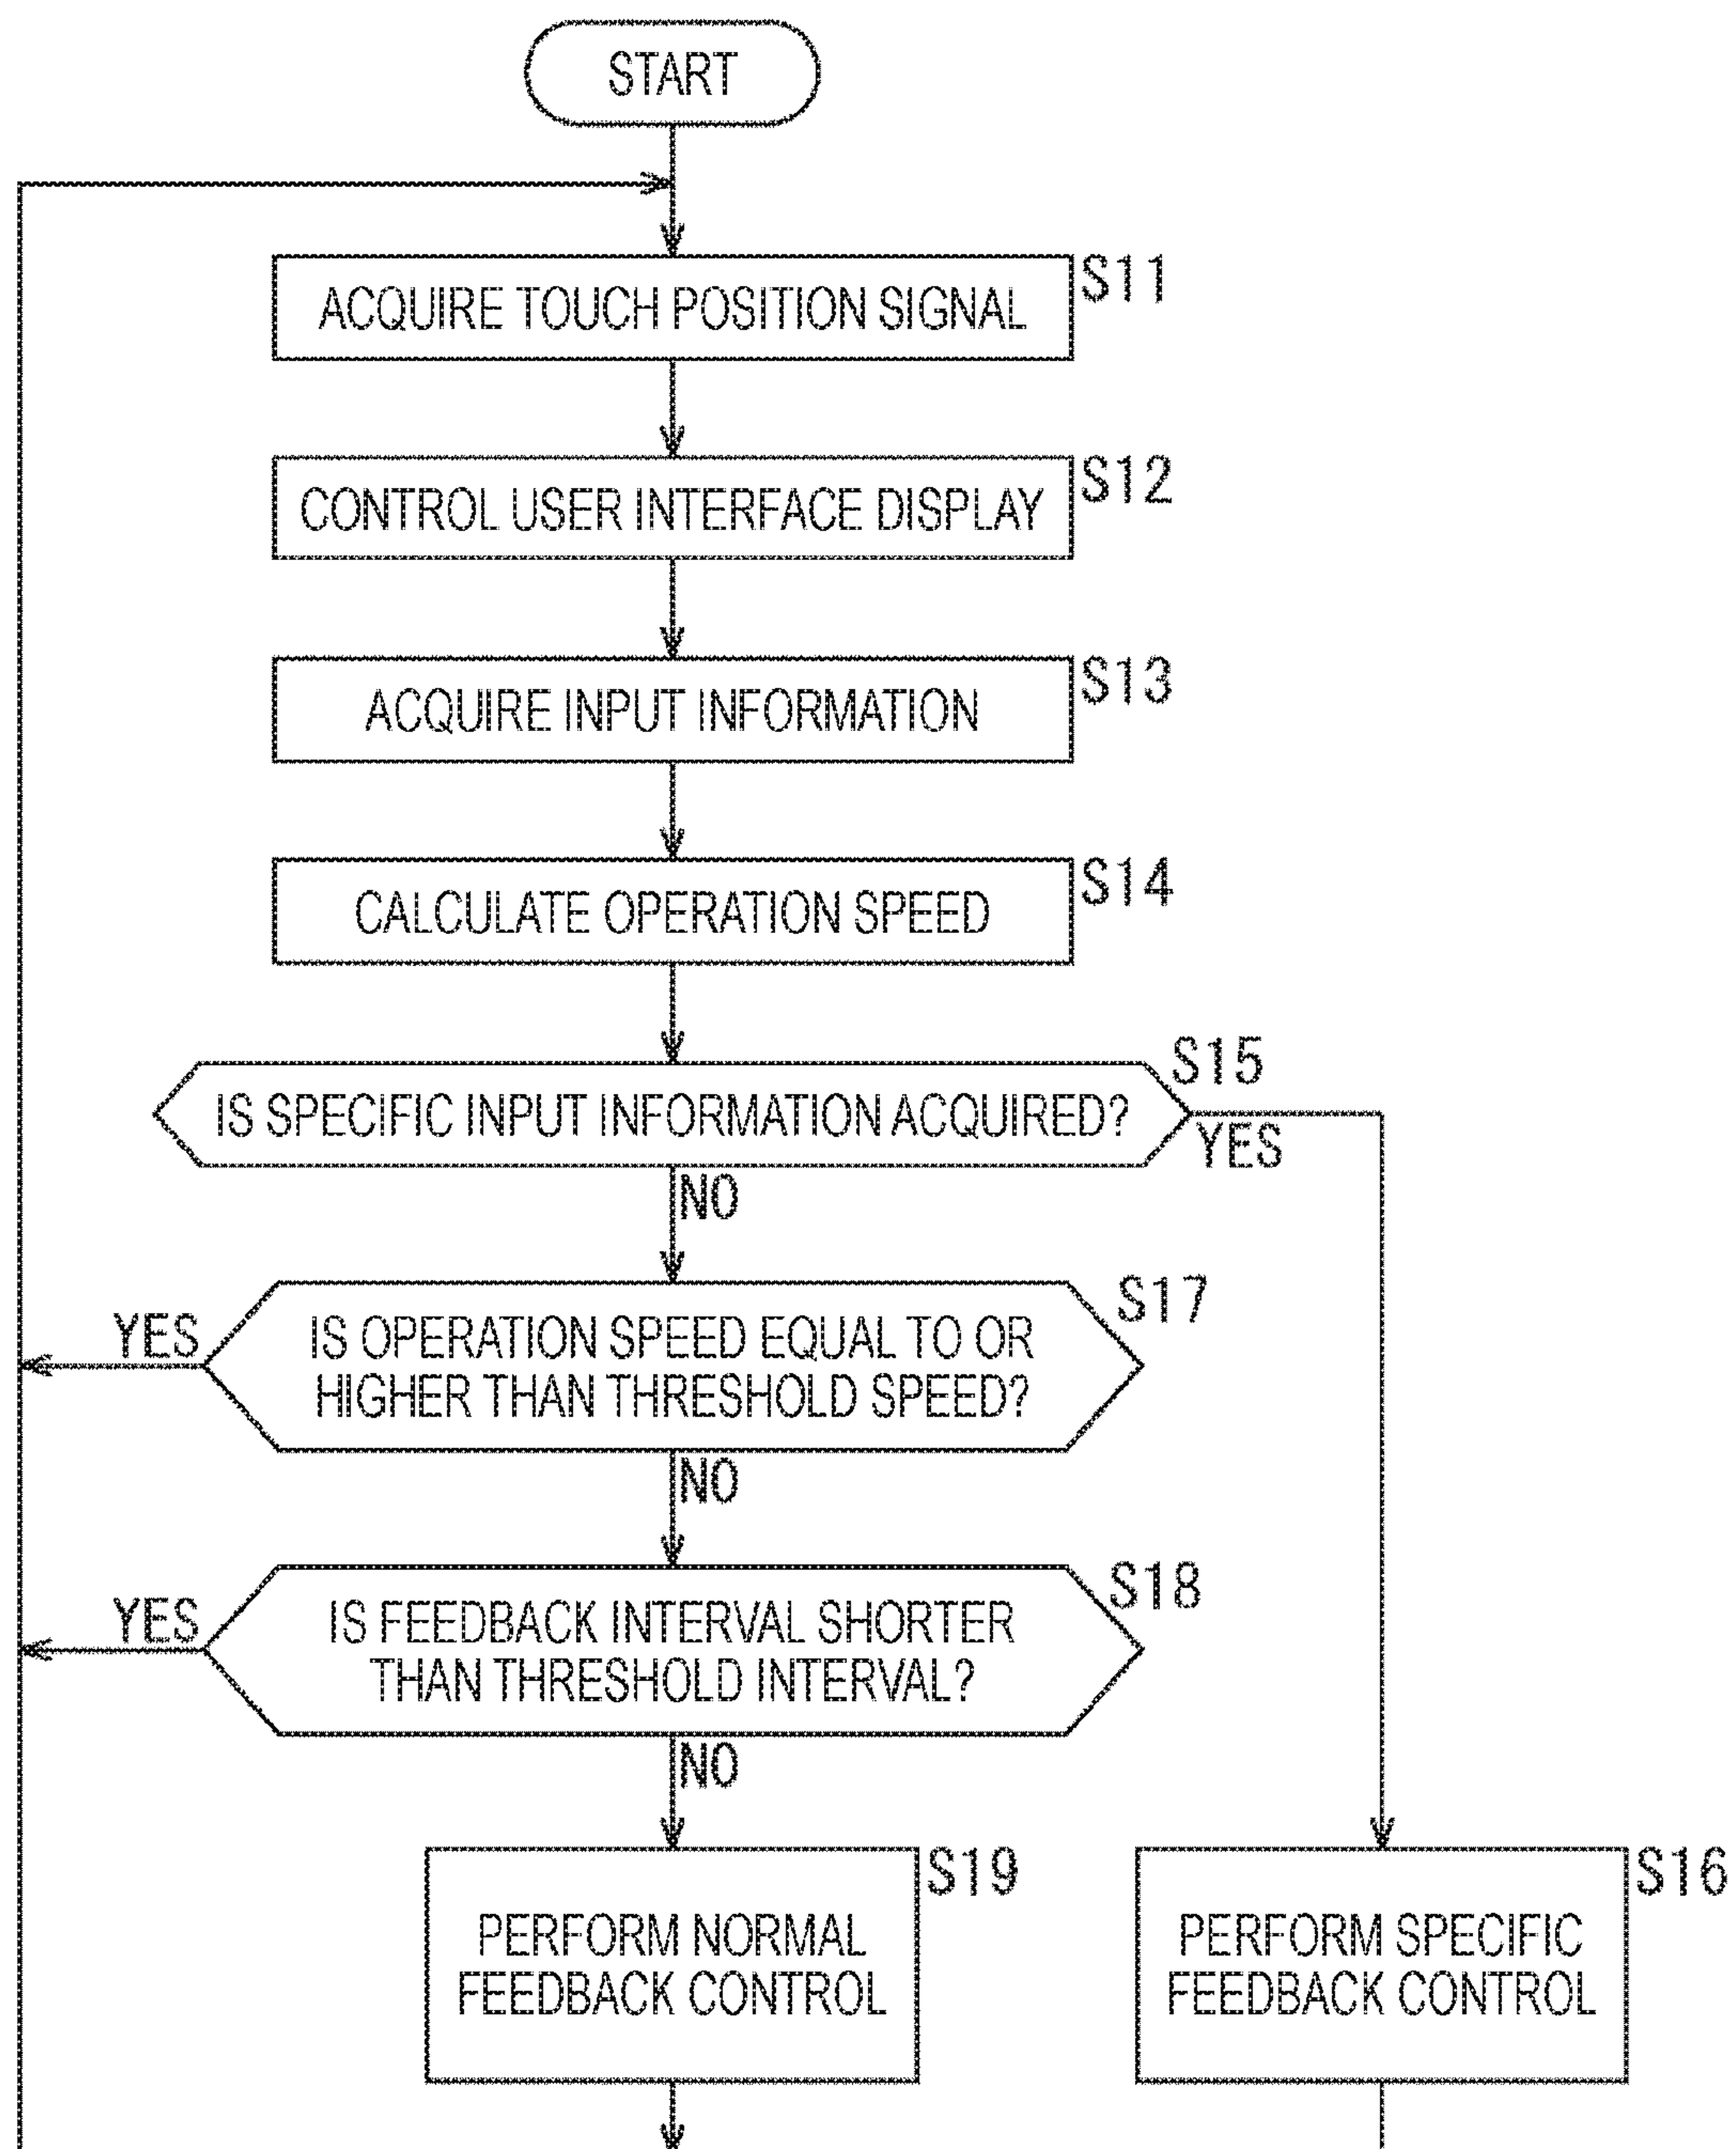 START
ACQUIRE TOUCH POSITION SIGNAL
S11
CONTROL USER INTERFACE DISPLAY
S12
ACQUIRE INPUT INFORMATION
S13
CALCULATE OPERATION SPEED
S14
IS SPECIFIC INPUT INFORMATION ACQUIRED?
S15
YES
NO
IS OPERATION SPEED EQUAL TO OR
HIGHER THAN THRESHOLD SPEED?
S17
YES
NO
IS FEEDBACK INTERVAL SHORTER
THAN THRESHOLD INTERVAL?
S18
YES
NO
PERFORM NORMAL
FEEDBACK CONTROL
S19
PERFORM SPECIFIC
FEEDBACK CONTROL
S16